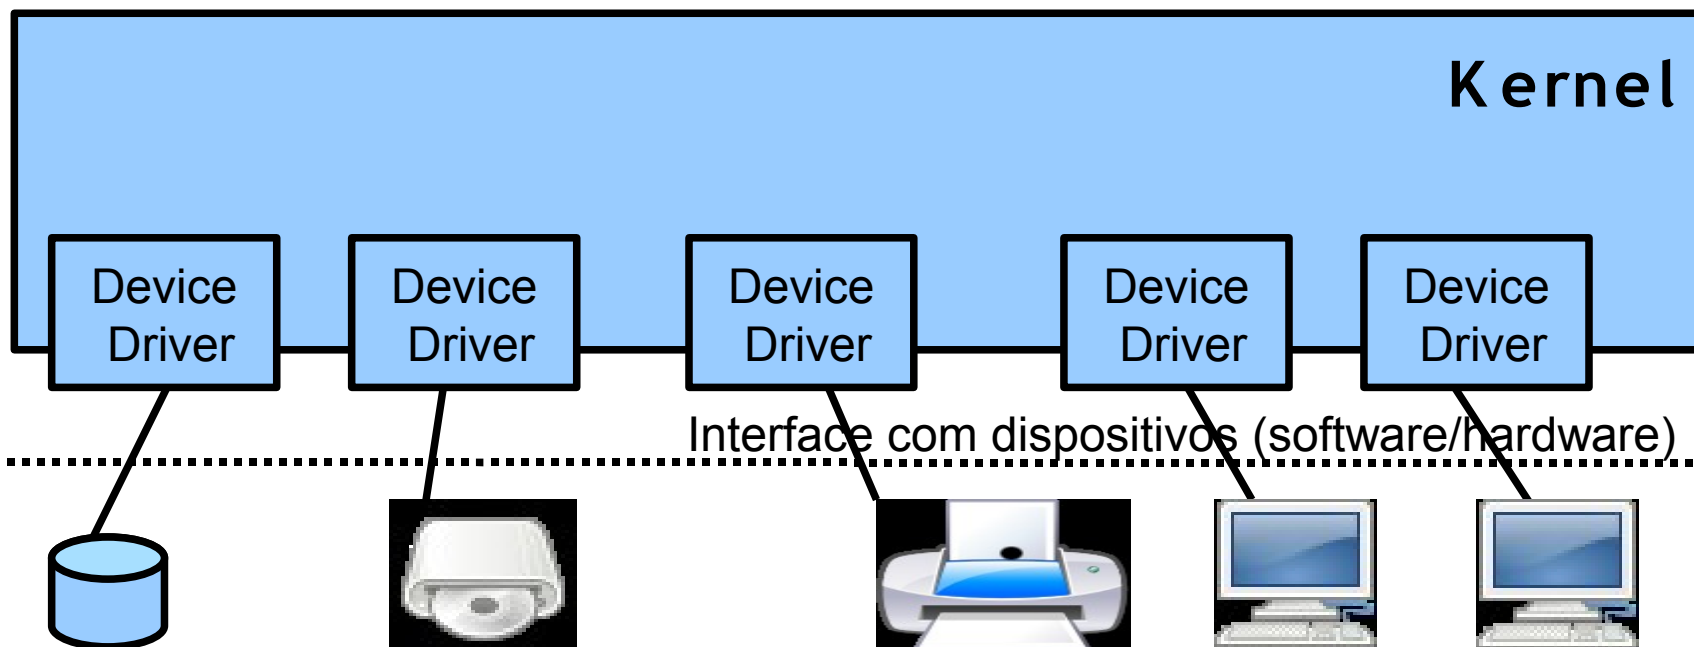 Kernel
Device
Driver
Device
Driver
Device
Driver
Device
Driver
Device
Driver
Interface com dispositivos (software/hardware)